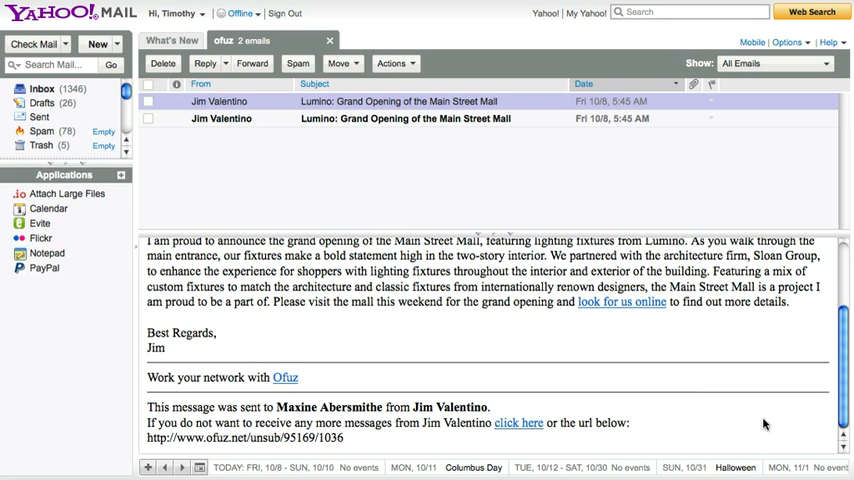 YAHOO! MAIL
Hi, Timothy
Offline
Sign Out
Yahoo! | My Yahoo!
Search
Web Search
Check Mail
New
What's New
ofuz 2 emails
Mobile | Options | Help
Search Mail...
Go
Delete
Reply
Forward
Spam
Move
Actions
Show:
All Emails
Inbox (1346)
Drafts (26)
Sent
Spam (78) Empty
Trash (5) Empty
From
Subject
Date
Jim Valentino Lumino: Grand Opening of the Main Street Mall Fri 10/8, 5:45 AM
Jim Valentino Lumino: Grand Opening of the Main Street Mall Fri 10/8, 5:45 AM
Applications
.io Attach Large Files
Calendar
Evite
Flickr
Notepad
PayPal
I am proud to announce the grand opening of the Main Street Mall, featuring lighting fixtures from Lumino. As you walk through the
main entrance, our fixtures make a bold statement high in the two-story interior. We partnered with the architecture firm, Sloan Group,
to enhance the experience for shoppers with lighting fixtures throughout the interior and exterior of the building. Featuring a mix of
custom fixtures to match the architecture and classic fixtures from internationally renown designers, the Main Street Mall is a project I
am proud to be a part of. Please visit the mall this weekend for the grand opening and look for us online to find out more details.
Best Regards,
Jim
Work your network with Ofuz
This message was sent to Maxine Abersmithe from Jim Valentino.
If you do not want to receive any more messages from Jim Valentino click here or the url below:
http://www.ofuz.net/unsub/95169/1036
TODAY: FRI, 10/8 - SUN, 10/10 No events MON, 10/11 Columbus Day TUE, 10/12 - SAT, 10/30 No events SUN, 10/31 Halloween MON, 11/1 No event